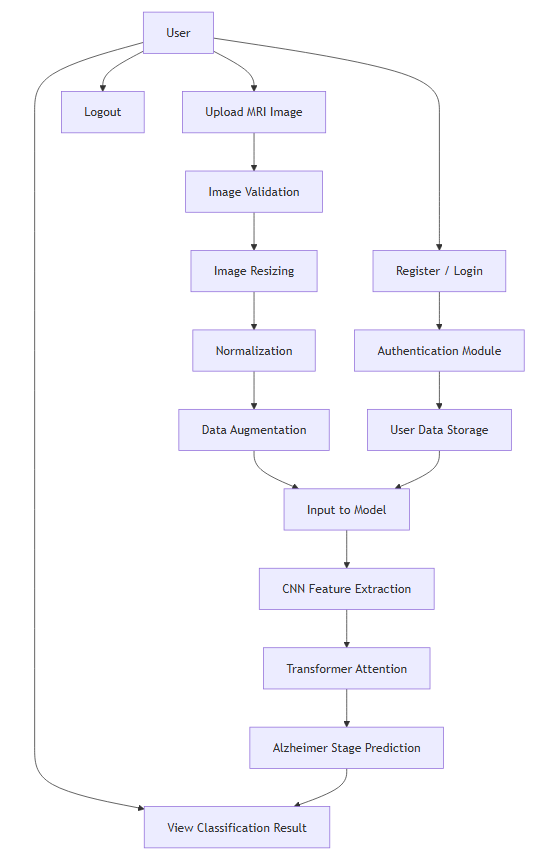 User
Logout
Upload MRI Image
Image Validation
Image Resizing
Register / Login
Normalization
Authentication Module
Data Augmentation
User Data Storage
Input to Model
CNN Feature Extraction
Transformer Attention
Alzheimer Stage Prediction
View Classification Result